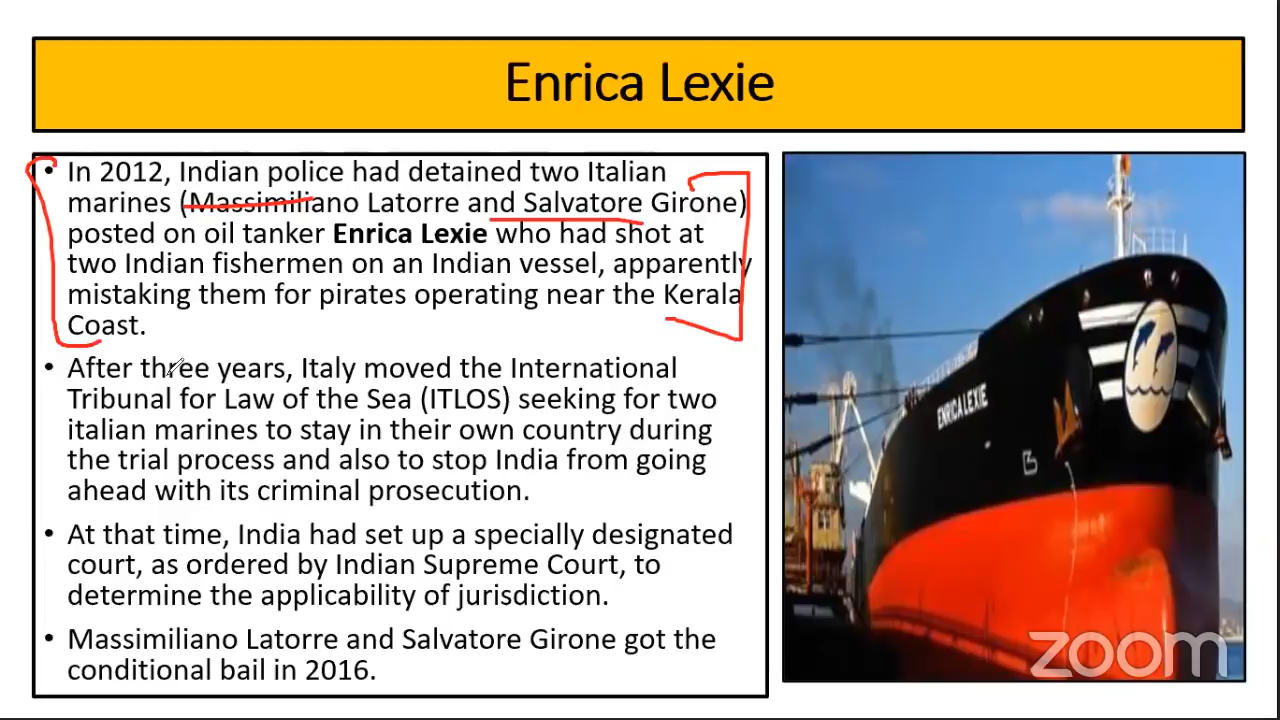 Enrica Lexie
• In 2012, Indian police had detained two Italian
marines (Massimiliano Latorre and Salvatore Girone)
posted on oil tanker Enrica Lexie who had shot at
two Indian fishermen on an Indian vessel, apparently
mistaking them for pirates operating near the Kerala
Coast.
• After three years, Italy moved the International
Tribunal for Law of the Sea (ITLOS) seeking for two
italian marines to stay in their own country during
the trial process and also to stop India from going
ahead with its criminal prosecution.
• At that time, India had set up a specially designated
court, as ordered by Indian Supreme Court, to
determine the applicability of jurisdiction.
• Massimiliano Latorre and Salvatore Girone got the
conditional bail in 2016.
ENRICA LEXIE
zoom